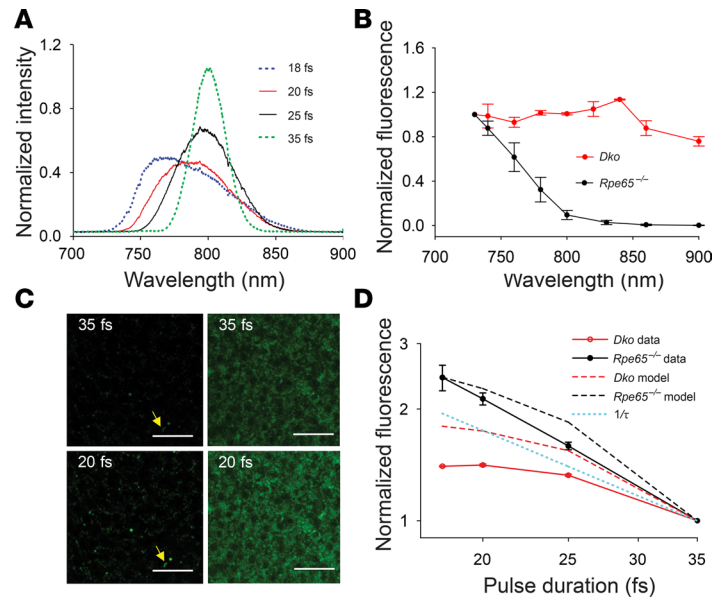 A
Normalized intensity
1.2
0.8
0.4
0.0
700
750
800
850
900
Wavelength (nm)
18 fs
20 fs
25 fs
35 fs
B
Normalized fluorescence
1.6
1.2
0.8
0.4
0.0
700
750
800
850
900
Wavelength (nm)
Dko
Rpe65⁻/⁻
C
35 fs
35 fs
20 fs
20 fs
D
Normalized fluorescence
3
2
1
20
25
30
35
Pulse duration (fs)
Dko data
Rpe65⁻/⁻ data
Dko model
Rpe65⁻/⁻ model
1/τ